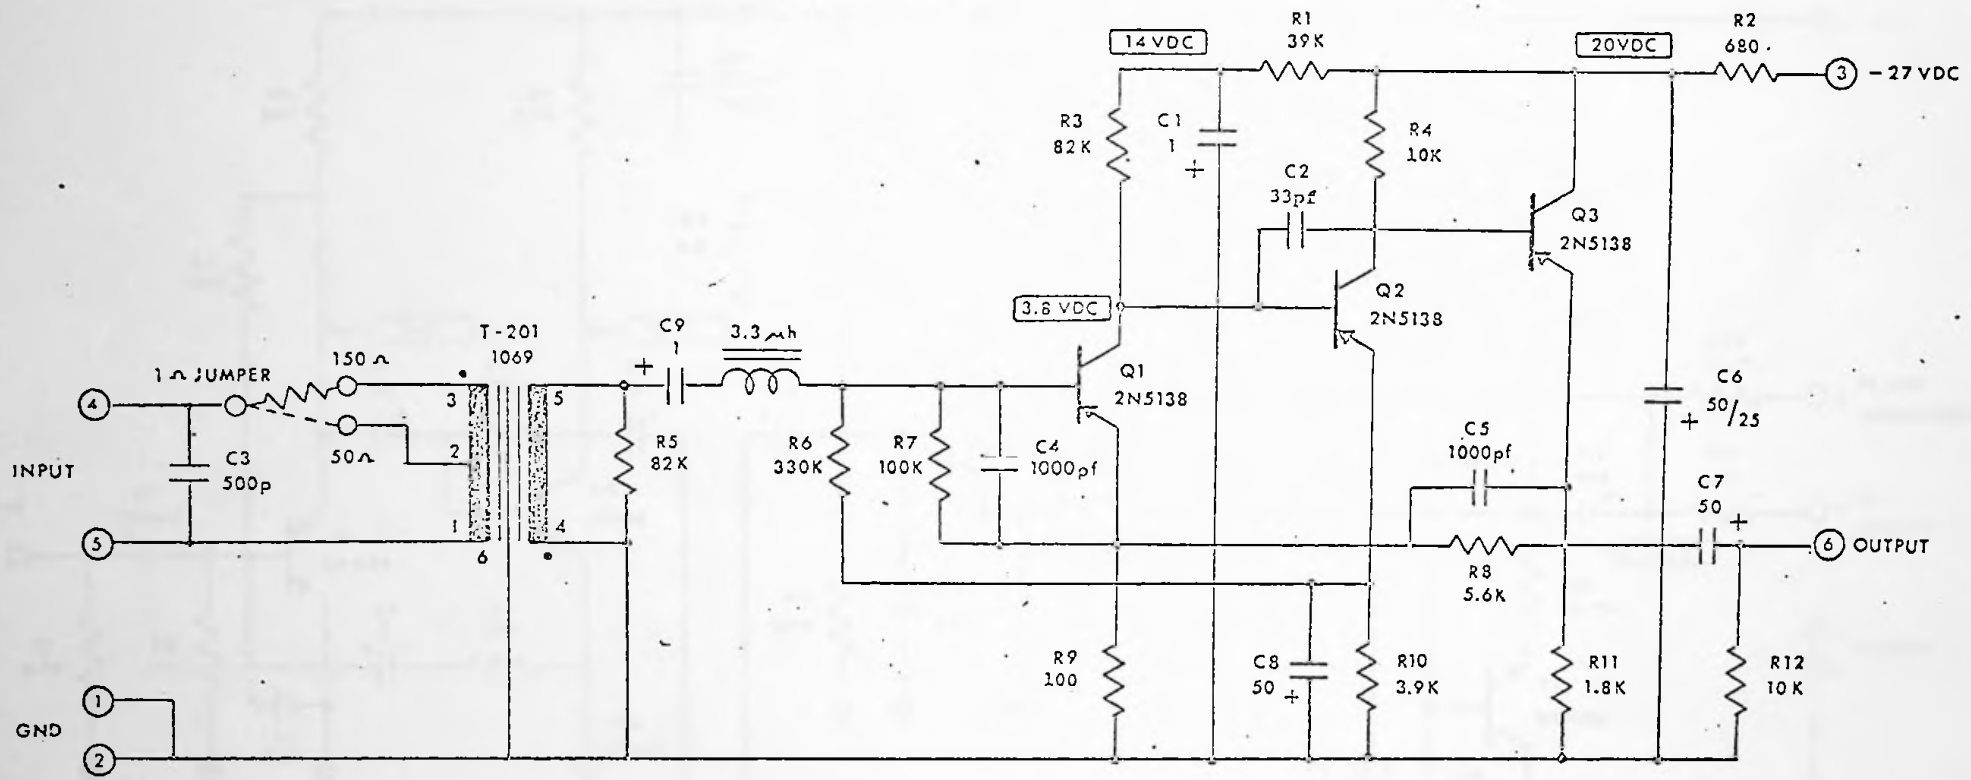 R1
39K
R2
680
14 VDC
20VDC
3
- 27 VDC
R3
82K
C1
1
+
R4
10K
C2
33pf
Q3
2N5138
3.8 VDC
Q2
2N5138
T-201
1069
C9
1
+
3.3 μh
150 Ω
1 Ω JUMPER
4
3
5
Q1
2N5138
C6
50/25
+
C3
500p
50 Ω
2
R5
82K
R6
330K
R7
100K
C4
1000pf
C5
1000pf
INPUT
C7
50
+
5
1
6
4
R8
5.6K
6
OUTPUT
R9
100
C8
50
+
R10
3.9K
R11
1.8K
R12
10K
1
GND
2